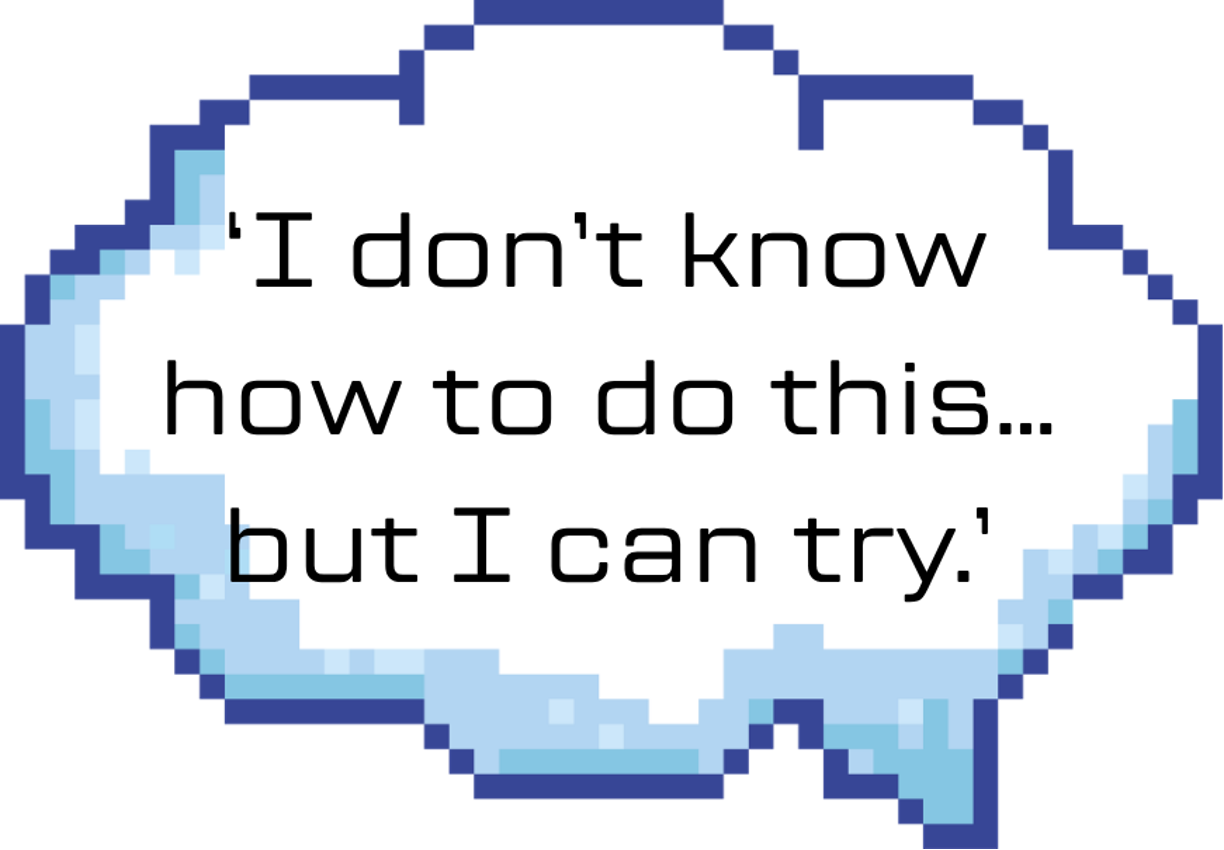 ‘I don’t know
how to do this...
but I can try.’